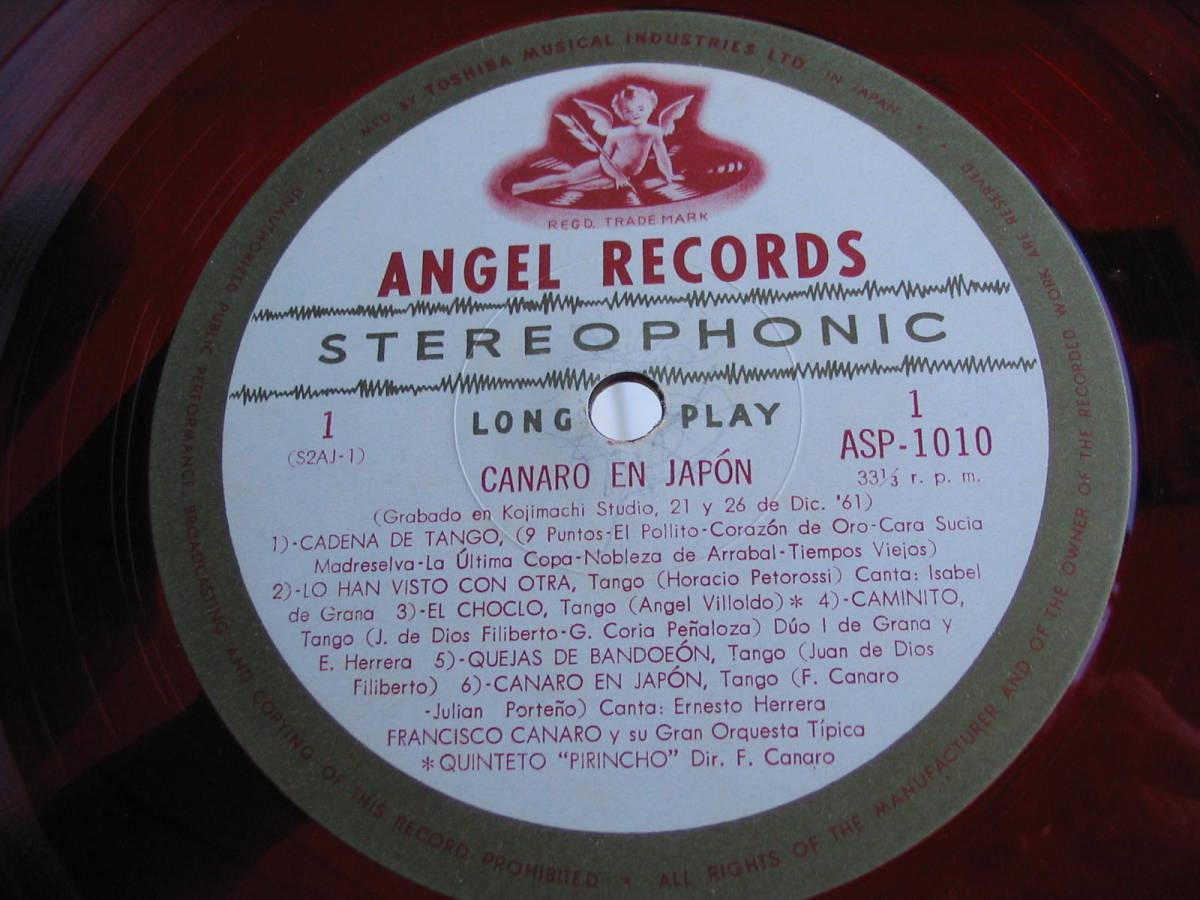 MFD. BY TOSHIBA MUSICAL INDUSTRIES LTD. IN JAPAN
REGD. TRADE MARK
ANGEL RECORDS
STEREOPHONIC
LONG PLAY
1
(S2AJ-1)
1
ASP-1010
33⅓ r. p. m.
CANARO EN JAPÓN
(Grabado en Kojimachi Studio, 21 y 26 de Dic. '61)
1)-CADENA DE TANGO, (9 Puntos-El Pollito-Corazón de Oro-Cara Sucia
Madreselva-La Última Copa-Nobleza de Arrabal-Tiempos Viejos)
2)-LO HAN VISTO CON OTRA, Tango (Horacio Petorossi) Canta: Isabel
de Grana 3)-EL CHOCLO, Tango (Angel Villoldo)* 4)-CAMINITO,
Tango (J. de Dios Filiberto-G. Coria Peñaloza) Dúo I de Grana y
E. Herrera 5)-QUEJAS DE BANDOEÓN, Tango (Juan de Dios
Filiberto) 6)-CANARO EN JAPÓN, Tango (F. Canaro
-Julian Porteño) Canta: Ernesto Herrera
FRANCISCO CANARO y su Gran Orquesta Típica
*QUINTETO "PIRINCHO" Dir. F. Canaro
UNAUTHORIZED PUBLIC PERFORMANCE, BROADCASTING AND COPYING OF THIS RECORD PROHIBITED • ALL RIGHTS OF THE MANUFACTURER AND OF THE OWNER OF THE RECORDED WORK ARE RESERVED